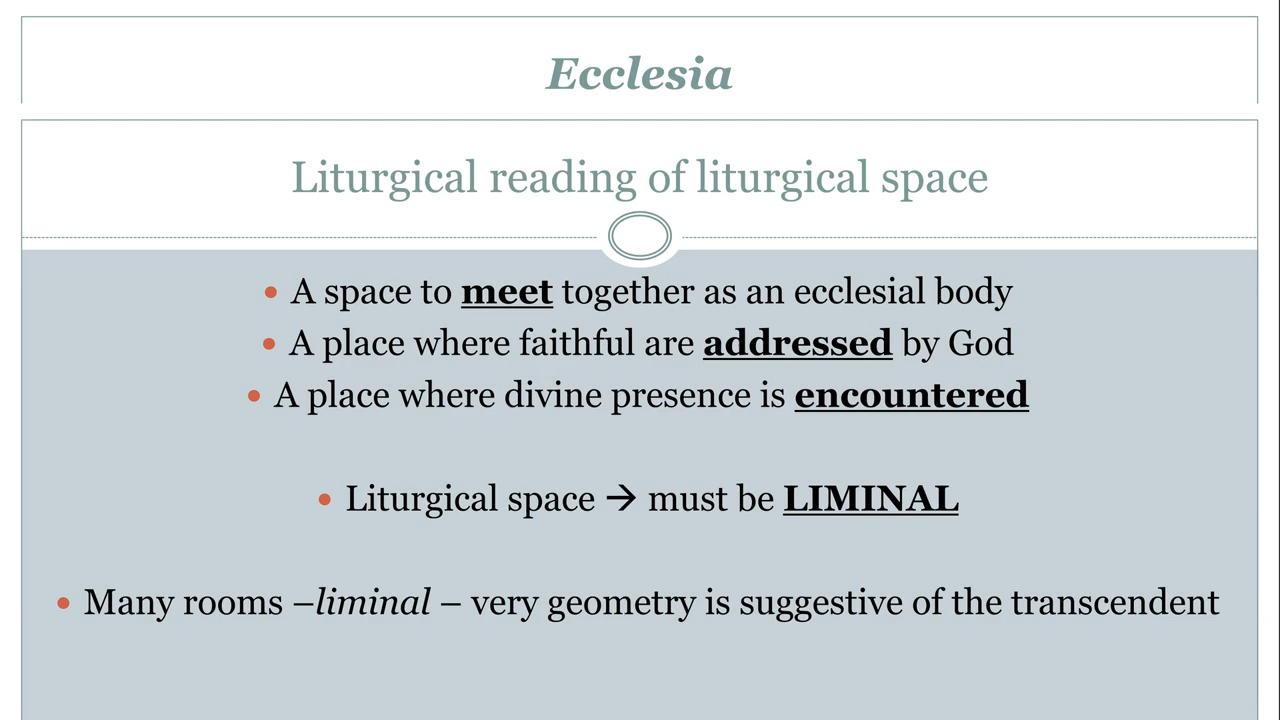 Ecclesia
Liturgical reading of liturgical space
• A space to meet together as an ecclesial body
• A place where faithful are addressed by God
• A place where divine presence is encountered
• Liturgical space → must be LIMINAL
• Many rooms –liminal – very geometry is suggestive of the transcendent